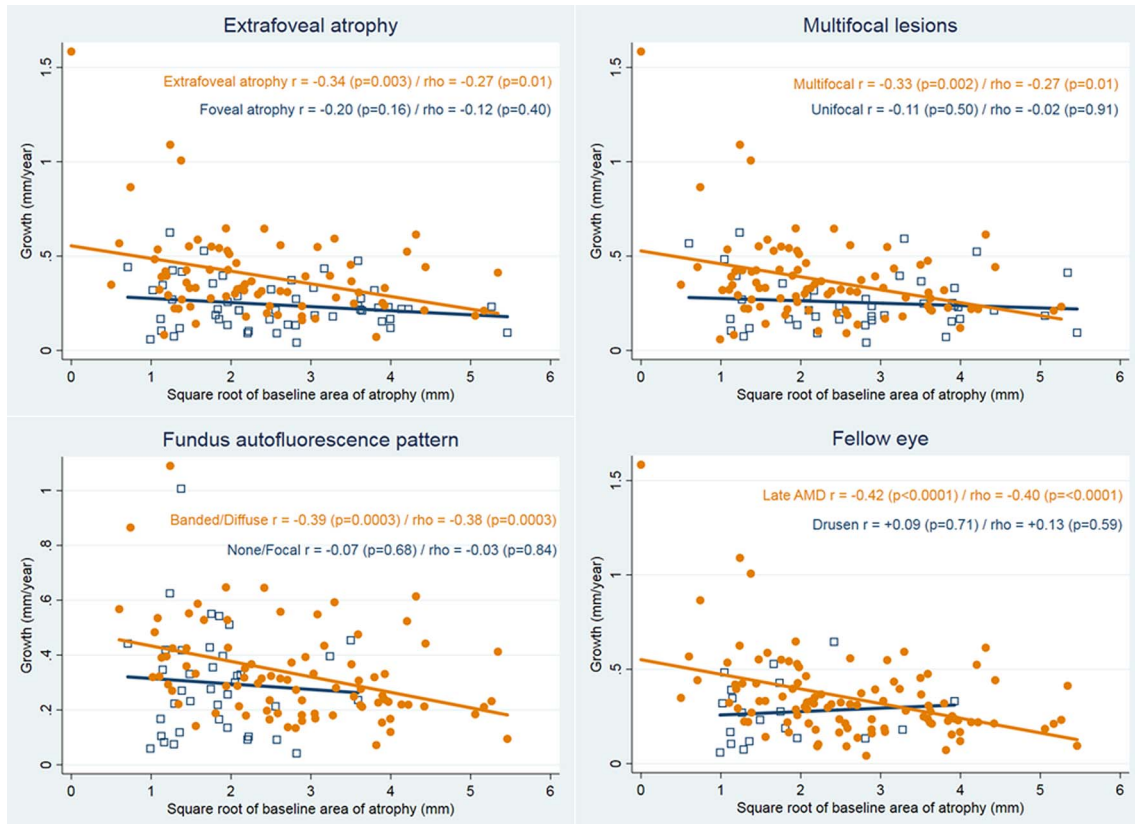 Extrafoveal atrophy
Extrafoveal atrophy r = -0.34 (p=0.003) / rho = -0.27 (p=0.01)
Foveal atrophy r = -0.20 (p=0.16) / rho = -0.12 (p=0.40)
Growth (mm/year)
1.5
1
.5
0
0 1 2 3 4 5 6
Square root of baseline area of atrophy (mm)
Multifocal lesions
Multifocal r = -0.33 (p=0.002) / rho = -0.27 (p=0.01)
Unifocal r = -0.11 (p=0.50) / rho = -0.02 (p=0.91)
Growth (mm/year)
1.5
1
.5
0
0 1 2 3 4 5 6
Square root of baseline area of atrophy (mm)
Fundus autofluorescence pattern
Banded/Diffuse r = -0.39 (p=0.0003) / rho = -0.38 (p=0.0003)
None/Focal r = -0.07 (p=0.68) / rho = -0.03 (p=0.84)
Growth (mm/year)
1
.8
.6
.4
.2
0
0 1 2 3 4 5 6
Square root of baseline area of atrophy (mm)
Fellow eye
Late AMD r = -0.42 (p<0.0001) / rho = -0.40 (p=<0.0001)
Drusen r = +0.09 (p=0.71) / rho = +0.13 (p=0.59)
Growth (mm/year)
1.5
1
.5
0
0 1 2 3 4 5 6
Square root of baseline area of atrophy (mm)